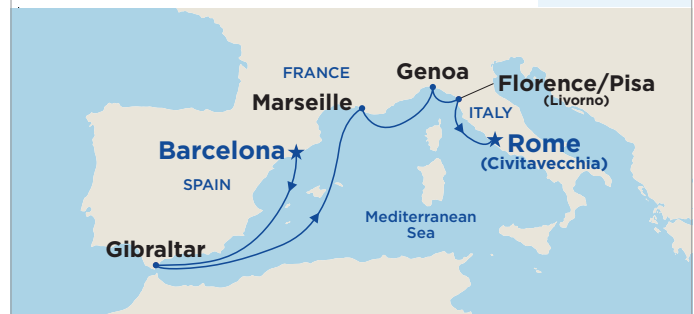 FRANCE
Genoa
Marseille
Florence/Pisa
(Livorno)
ITALY
Barcelona
Rome
(Civitavecchia)
SPAIN
Mediterranean
Sea
Gibraltar